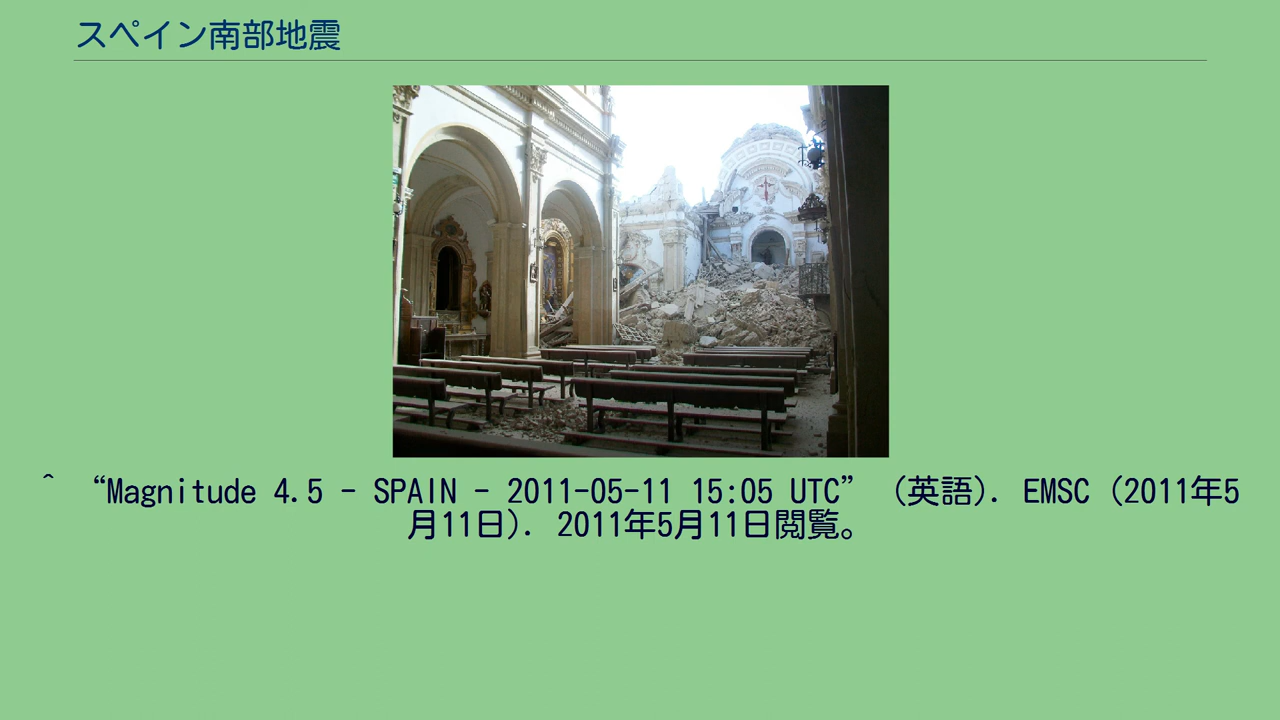 スペイン南部地震
^ “Magnitude 4.5 - SPAIN - 2011-05-11 15:05 UTC” (英語). EMSC (2011年5
月11日). 2011年5月11日閲覧。